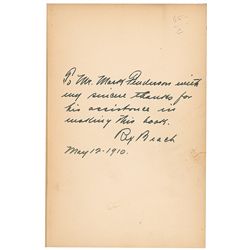 To Mr. Mark Penderson with
my sincere thanks for
his assistance in
making this book.
Rex Beach
May 12-1910.